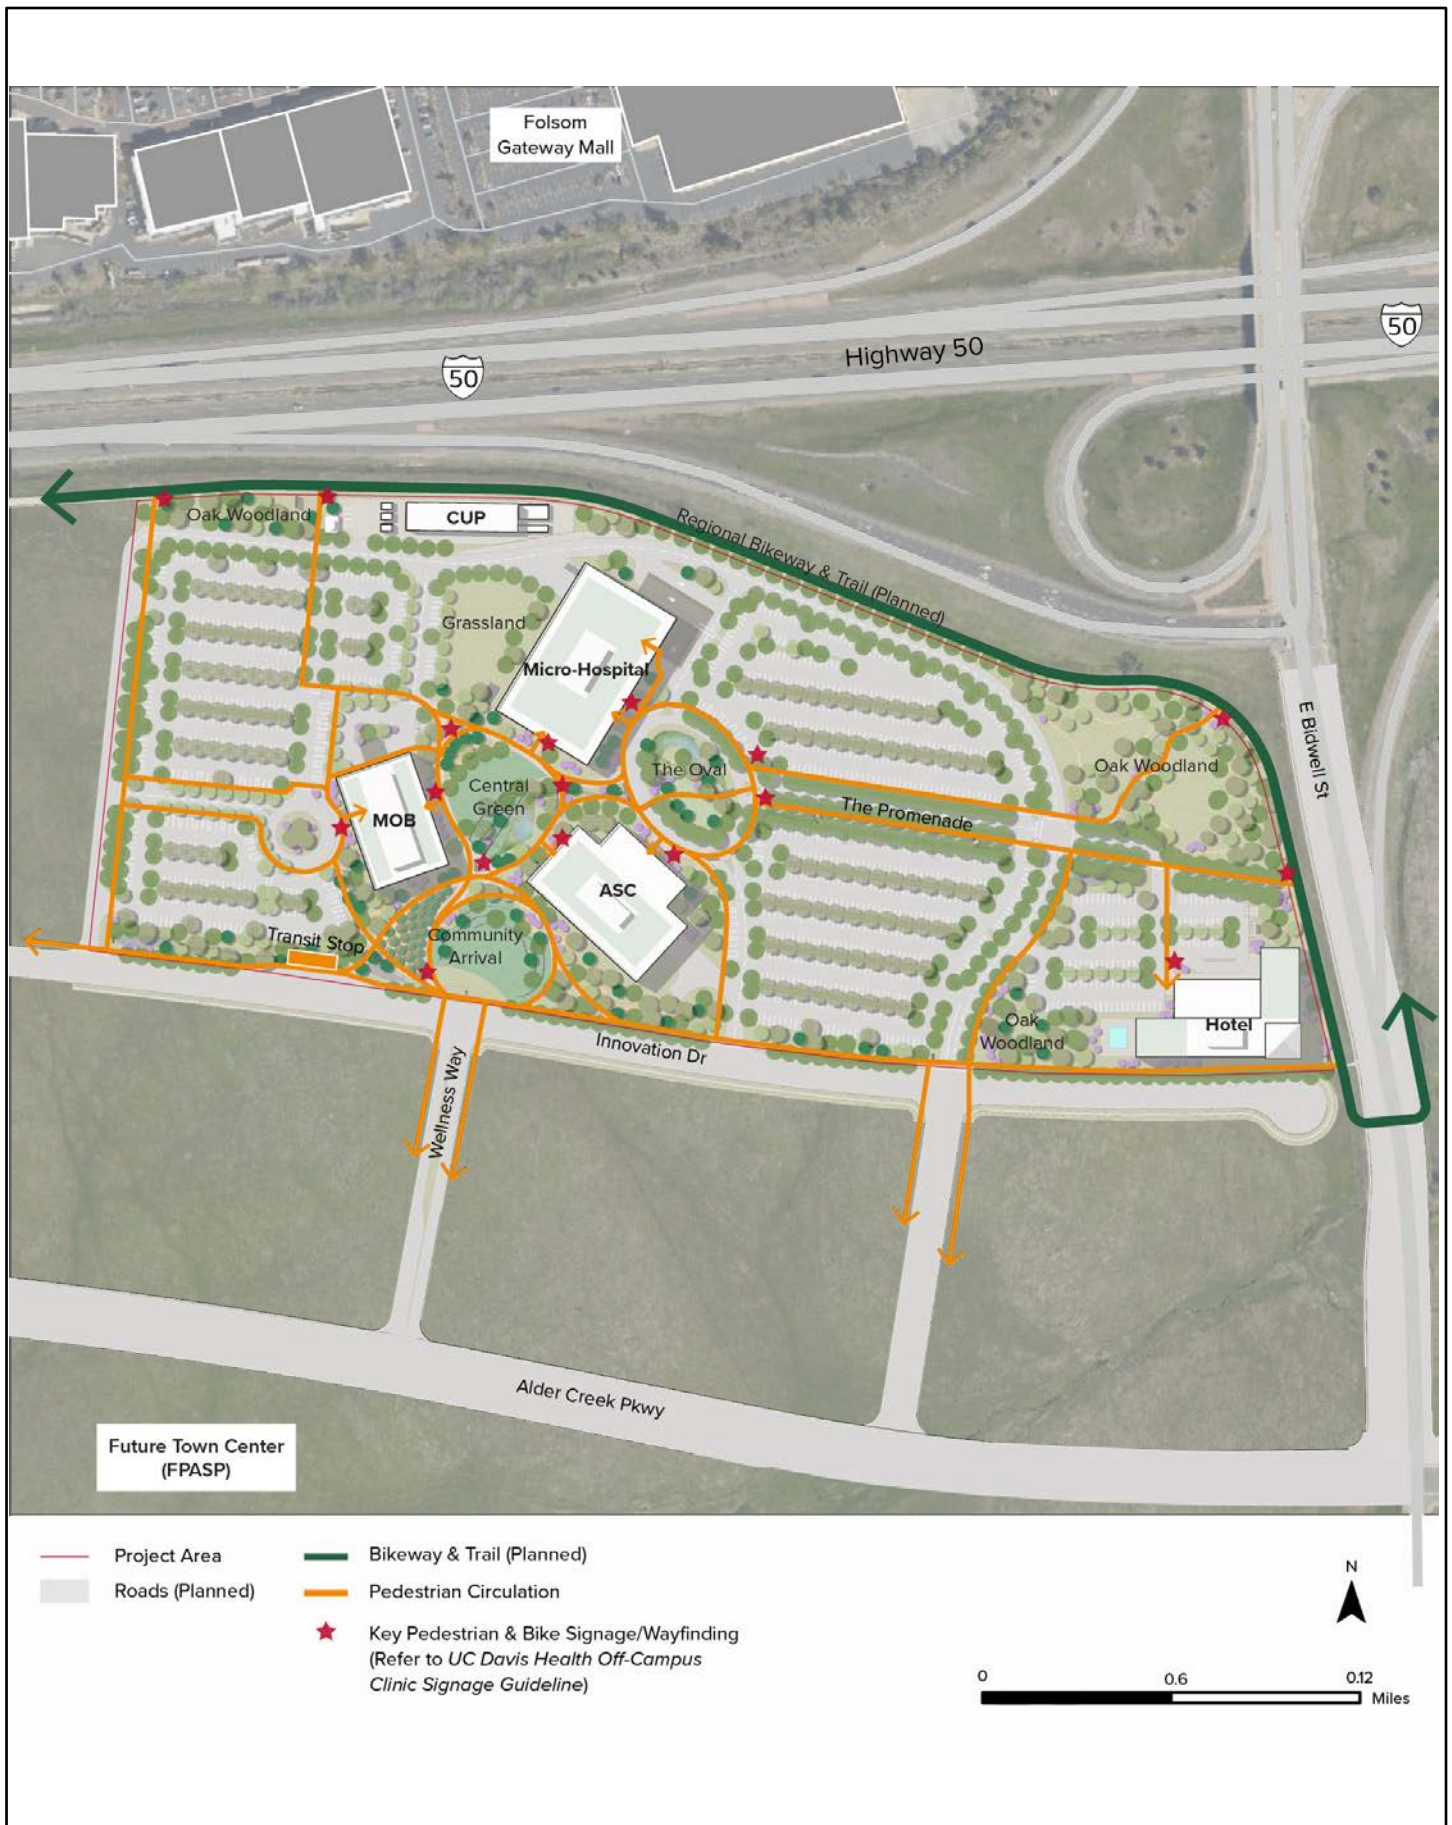 Folsom
Gateway Mall
50
Highway 50
50
Oak Woodland
CUP
Regional Bikeway & Trail (Planned)
Grassland
Micro-Hospital
E Bidwell St
The Oval
Oak Woodland
Central
Green
The Promenade
MOB
ASC
Transit Stop
Community
Arrival
Oak
Woodland
Hotel
Innovation Dr
Wellness Way
Alder Creek Pkwy
Future Town Center
(FPASP)
Project Area
Roads (Planned)
Bikeway & Trail (Planned)
Pedestrian Circulation
Key Pedestrian & Bike Signage/Wayfinding
(Refer to UC Davis Health Off-Campus
Clinic Signage Guideline)
N
0 0.6 0.12
Miles